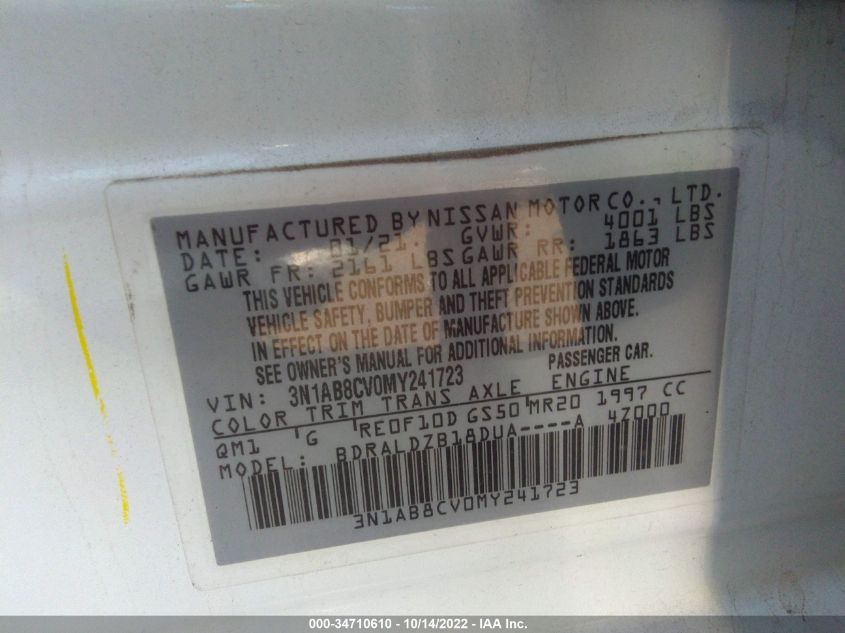 MANUFACTURED BY NISSAN MOTOR CO., LTD.
DATE: 01/21 GVWR: 4001 LBS
GAWR FR: 2161 LBS GAWR RR: 1863 LBS
THIS VEHICLE CONFORMS TO ALL APPLICABLE FEDERAL MOTOR
VEHICLE SAFETY, BUMPER AND THEFT PREVENTION STANDARDS
IN EFFECT ON THE DATE OF MANUFACTURE SHOWN ABOVE.
SEE OWNER'S MANUAL FOR ADDITIONAL INFORMATION.
VIN: 3N1AB8CV0MY241723 PASSENGER CAR.
COLOR TRIM TRANS AXLE ENGINE
QM1 G RE0F10D GS50 MR20 1997 CC
MODEL: BDRALDZB18DUA----A 4Z000
3N1AB8CV0MY241723
000-34710610 - 10/14/2022 - IAA Inc.